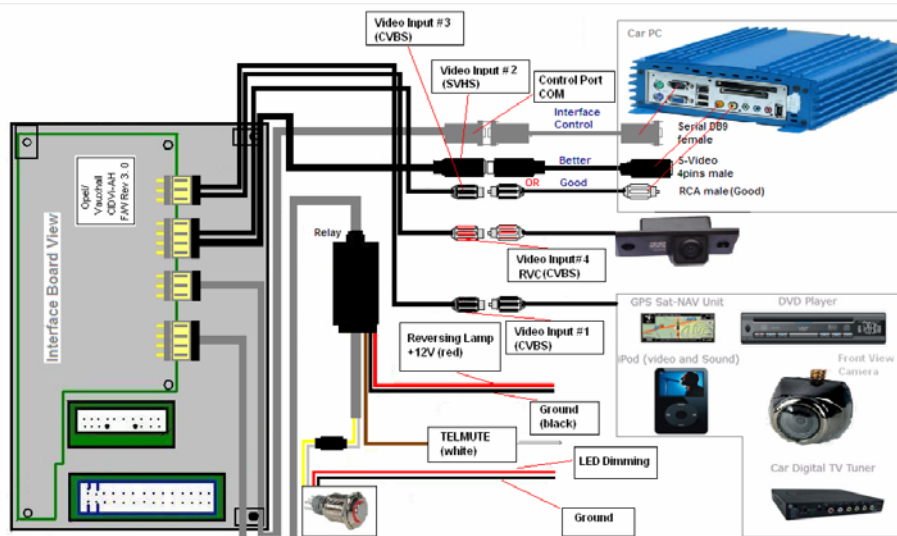 Video Input #3
(CVBS)
Video Input #2
(SVHS)
Control Port
COM
Car PC
Interface
Control
Serial DB9
female
Better
S-Video
4pins male
OR
Good
RCA male(Good)
Opel/
Vauxhall
CIDVI-AH
F/W Rev 3.0
Interface Board View
Relay
Video Input#4
RVC(CVBS)
Video Input #1
(CVBS)
GPS Sat-NAV Unit
DVD Player
Reversing Lamp
+12V (red)
iPod (video and Sound)
Front View
Camera
Ground
(black)
TELMUTE
(white)
LED Dimming
Car Digital TV Tuner
Ground